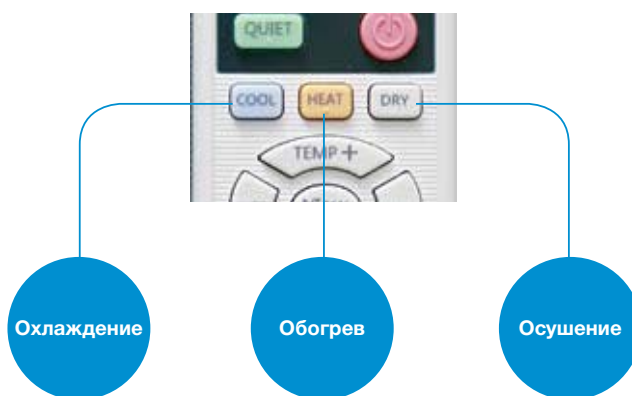 QUIET
COOL HEAT DRY
TEMP +
Охлаждение Обогрев Осушение